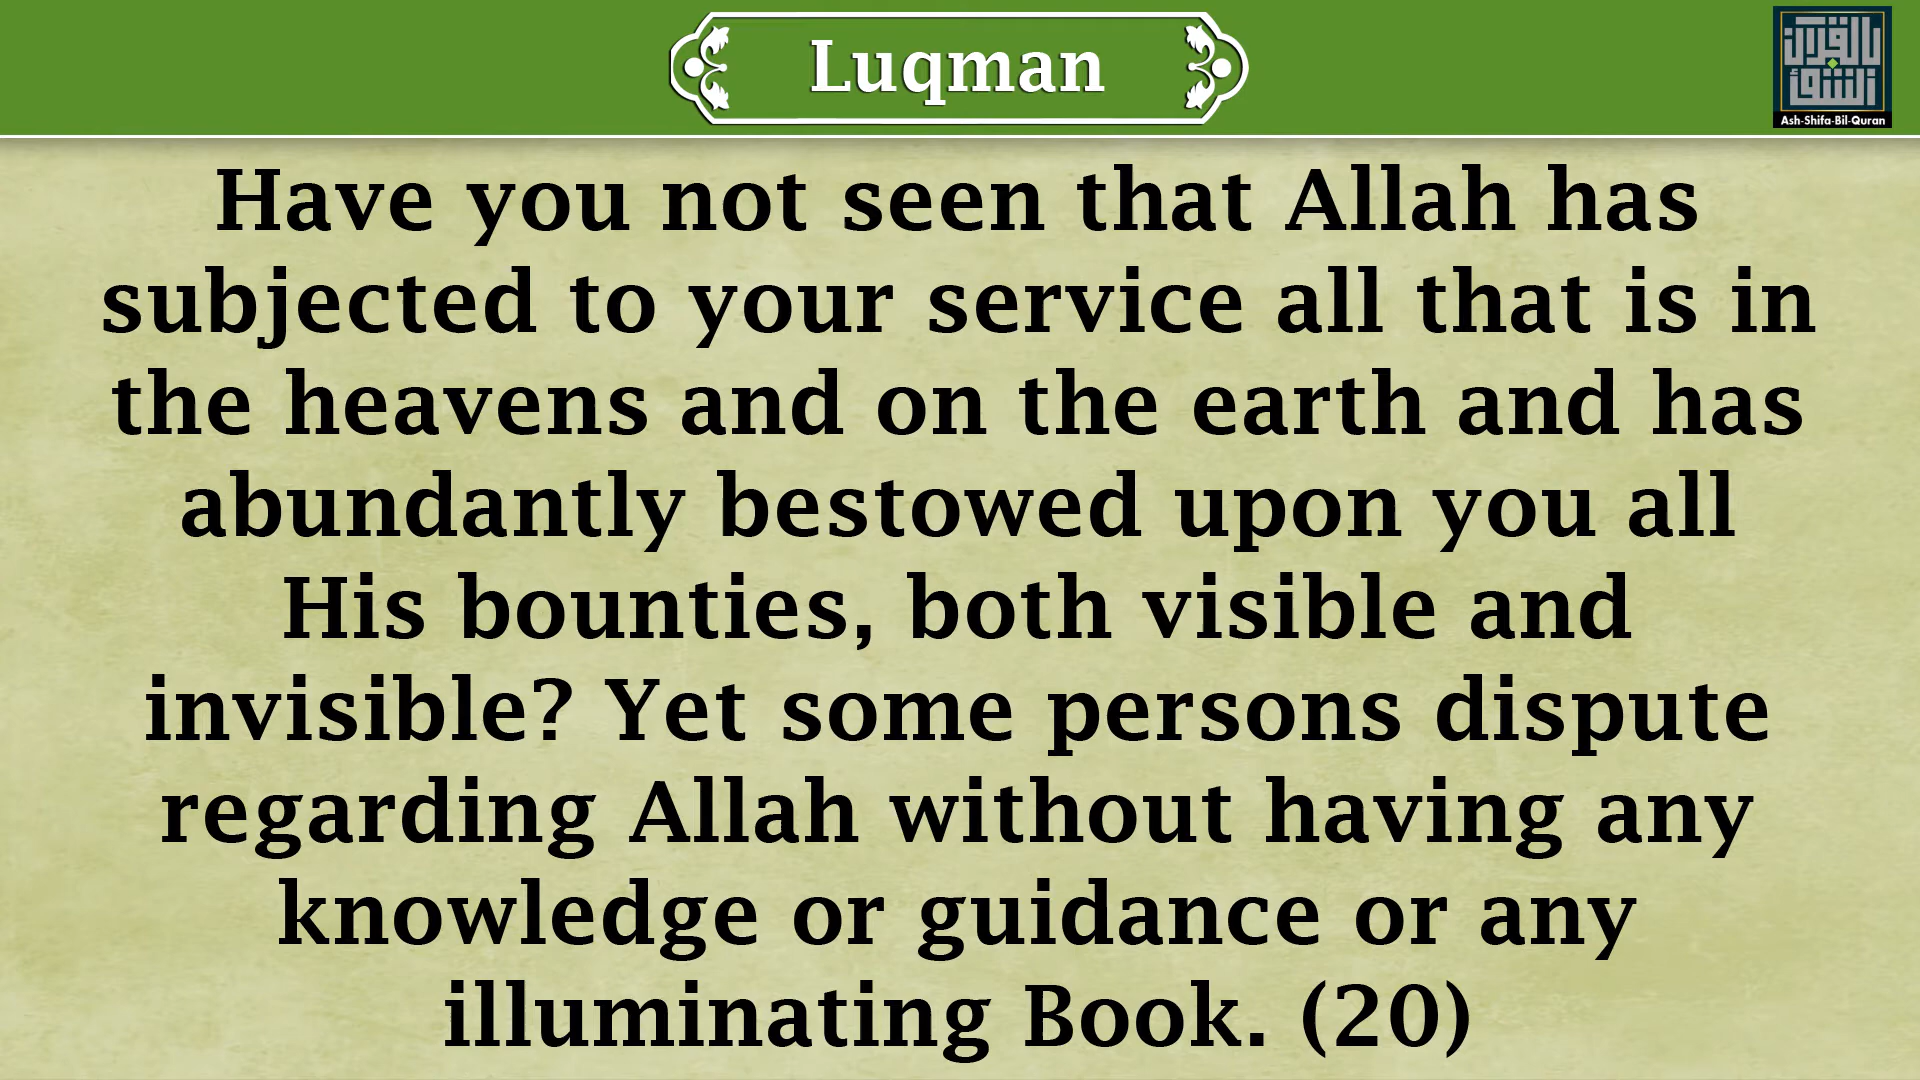 Luqman
بالقرآن
الشفاء
Ash-Shifa-Bil-Quran
Have you not seen that Allah has
subjected to your service all that is in
the heavens and on the earth and has
abundantly bestowed upon you all
His bounties, both visible and
invisible? Yet some persons dispute
regarding Allah without having any
knowledge or guidance or any
illuminating Book. (20)